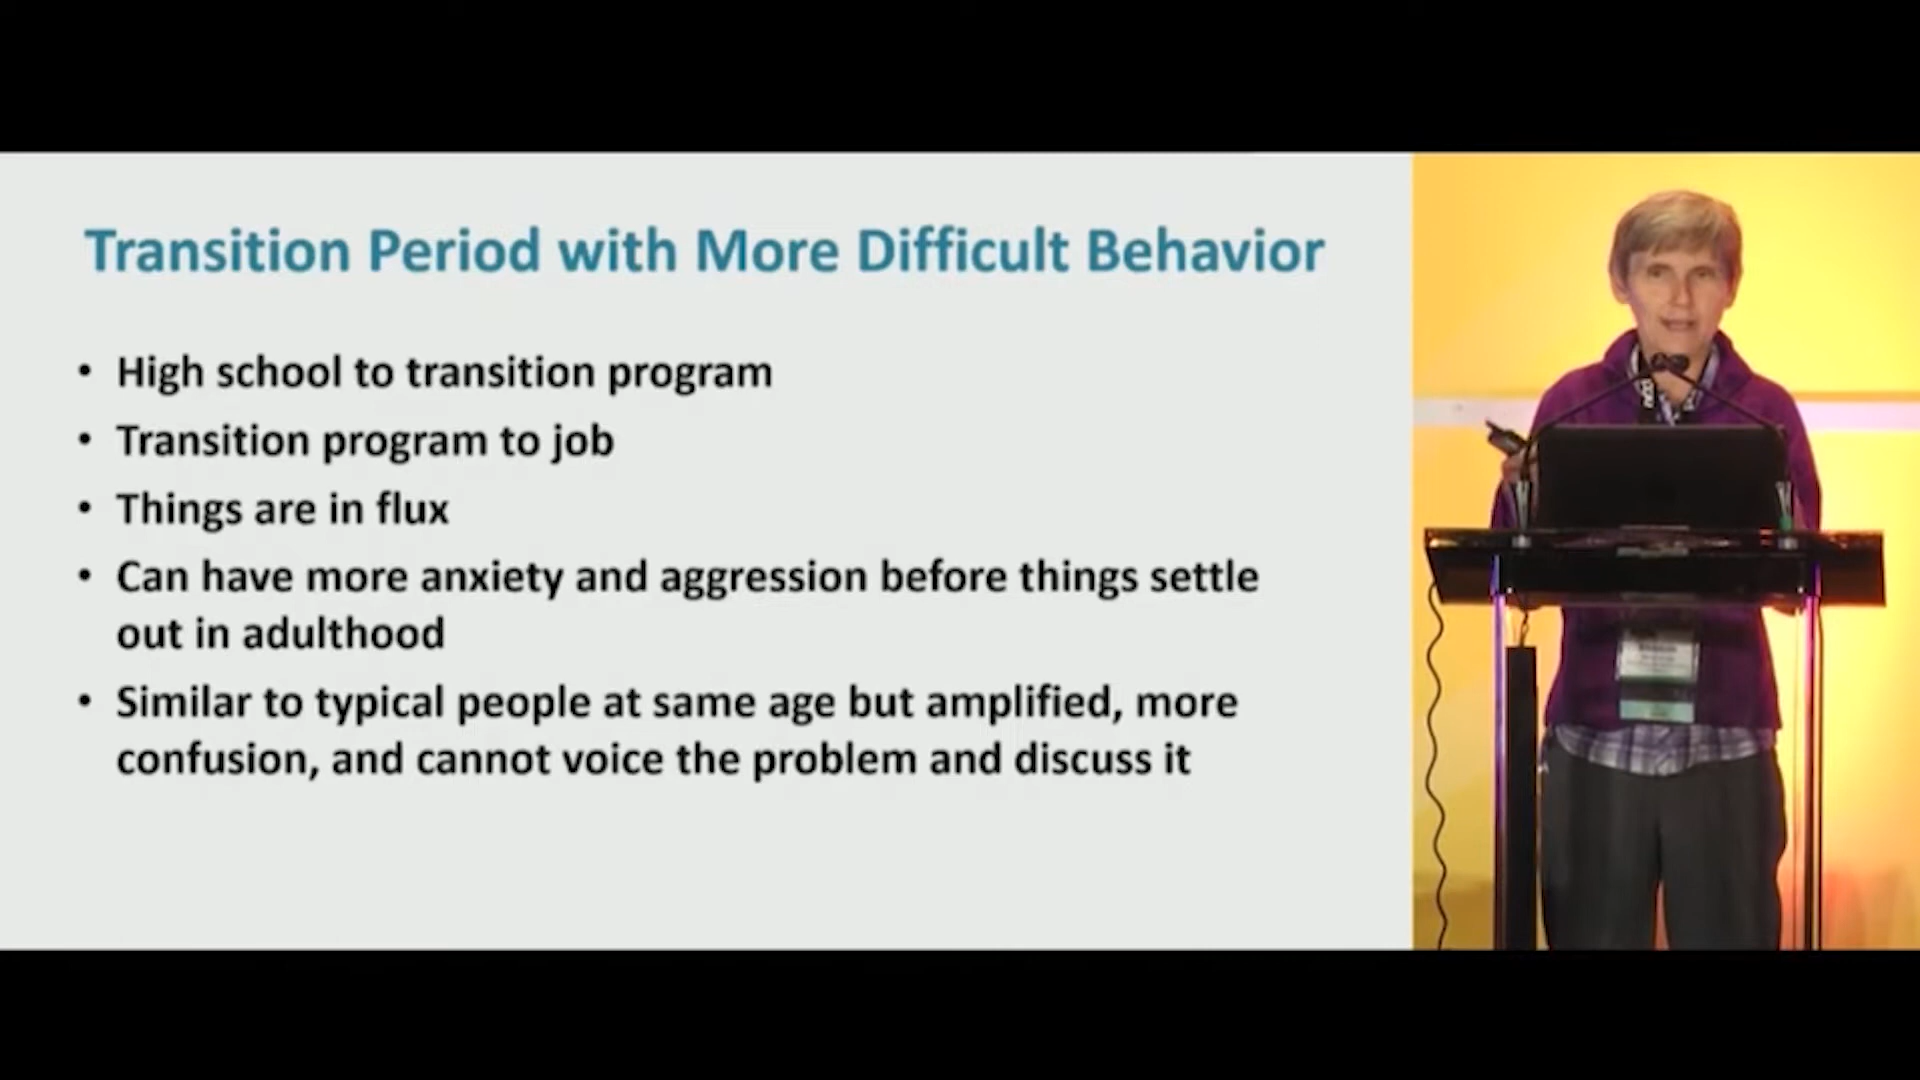 Transition Period with More Difficult Behavior
• High school to transition program
• Transition program to job
• Things are in flux
• Can have more anxiety and aggression before things settle
out in adulthood
• Similar to typical people at same age but amplified, more
confusion, and cannot voice the problem and discuss it